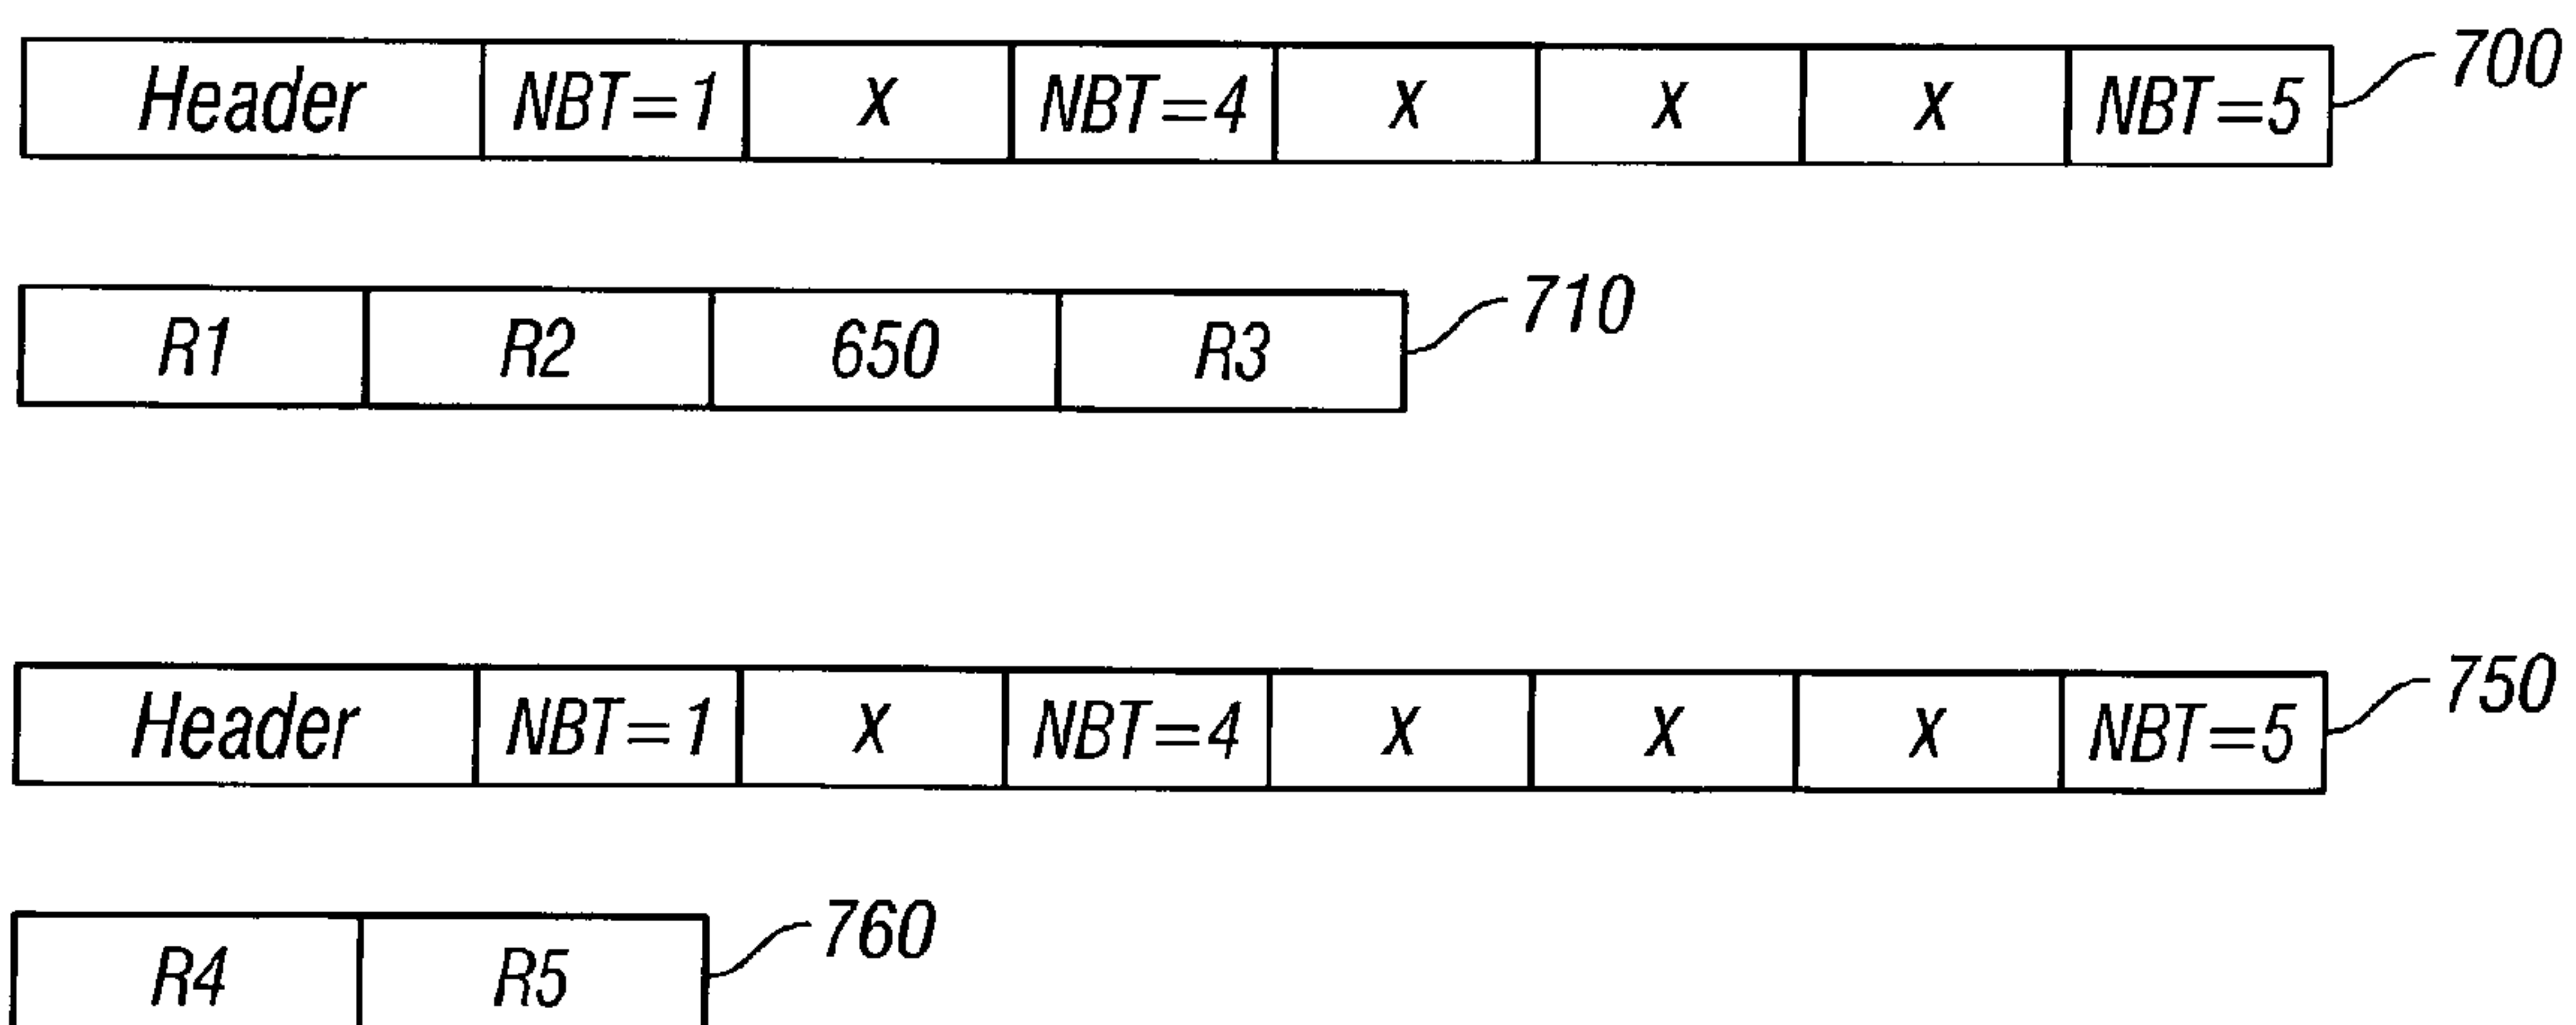 Header NBT=1 X NBT=4 X X X NBT=5 700
R1 R2 650 R3 710
Header NBT=1 X NBT=4 X X X NBT=5 750
R4 R5 760